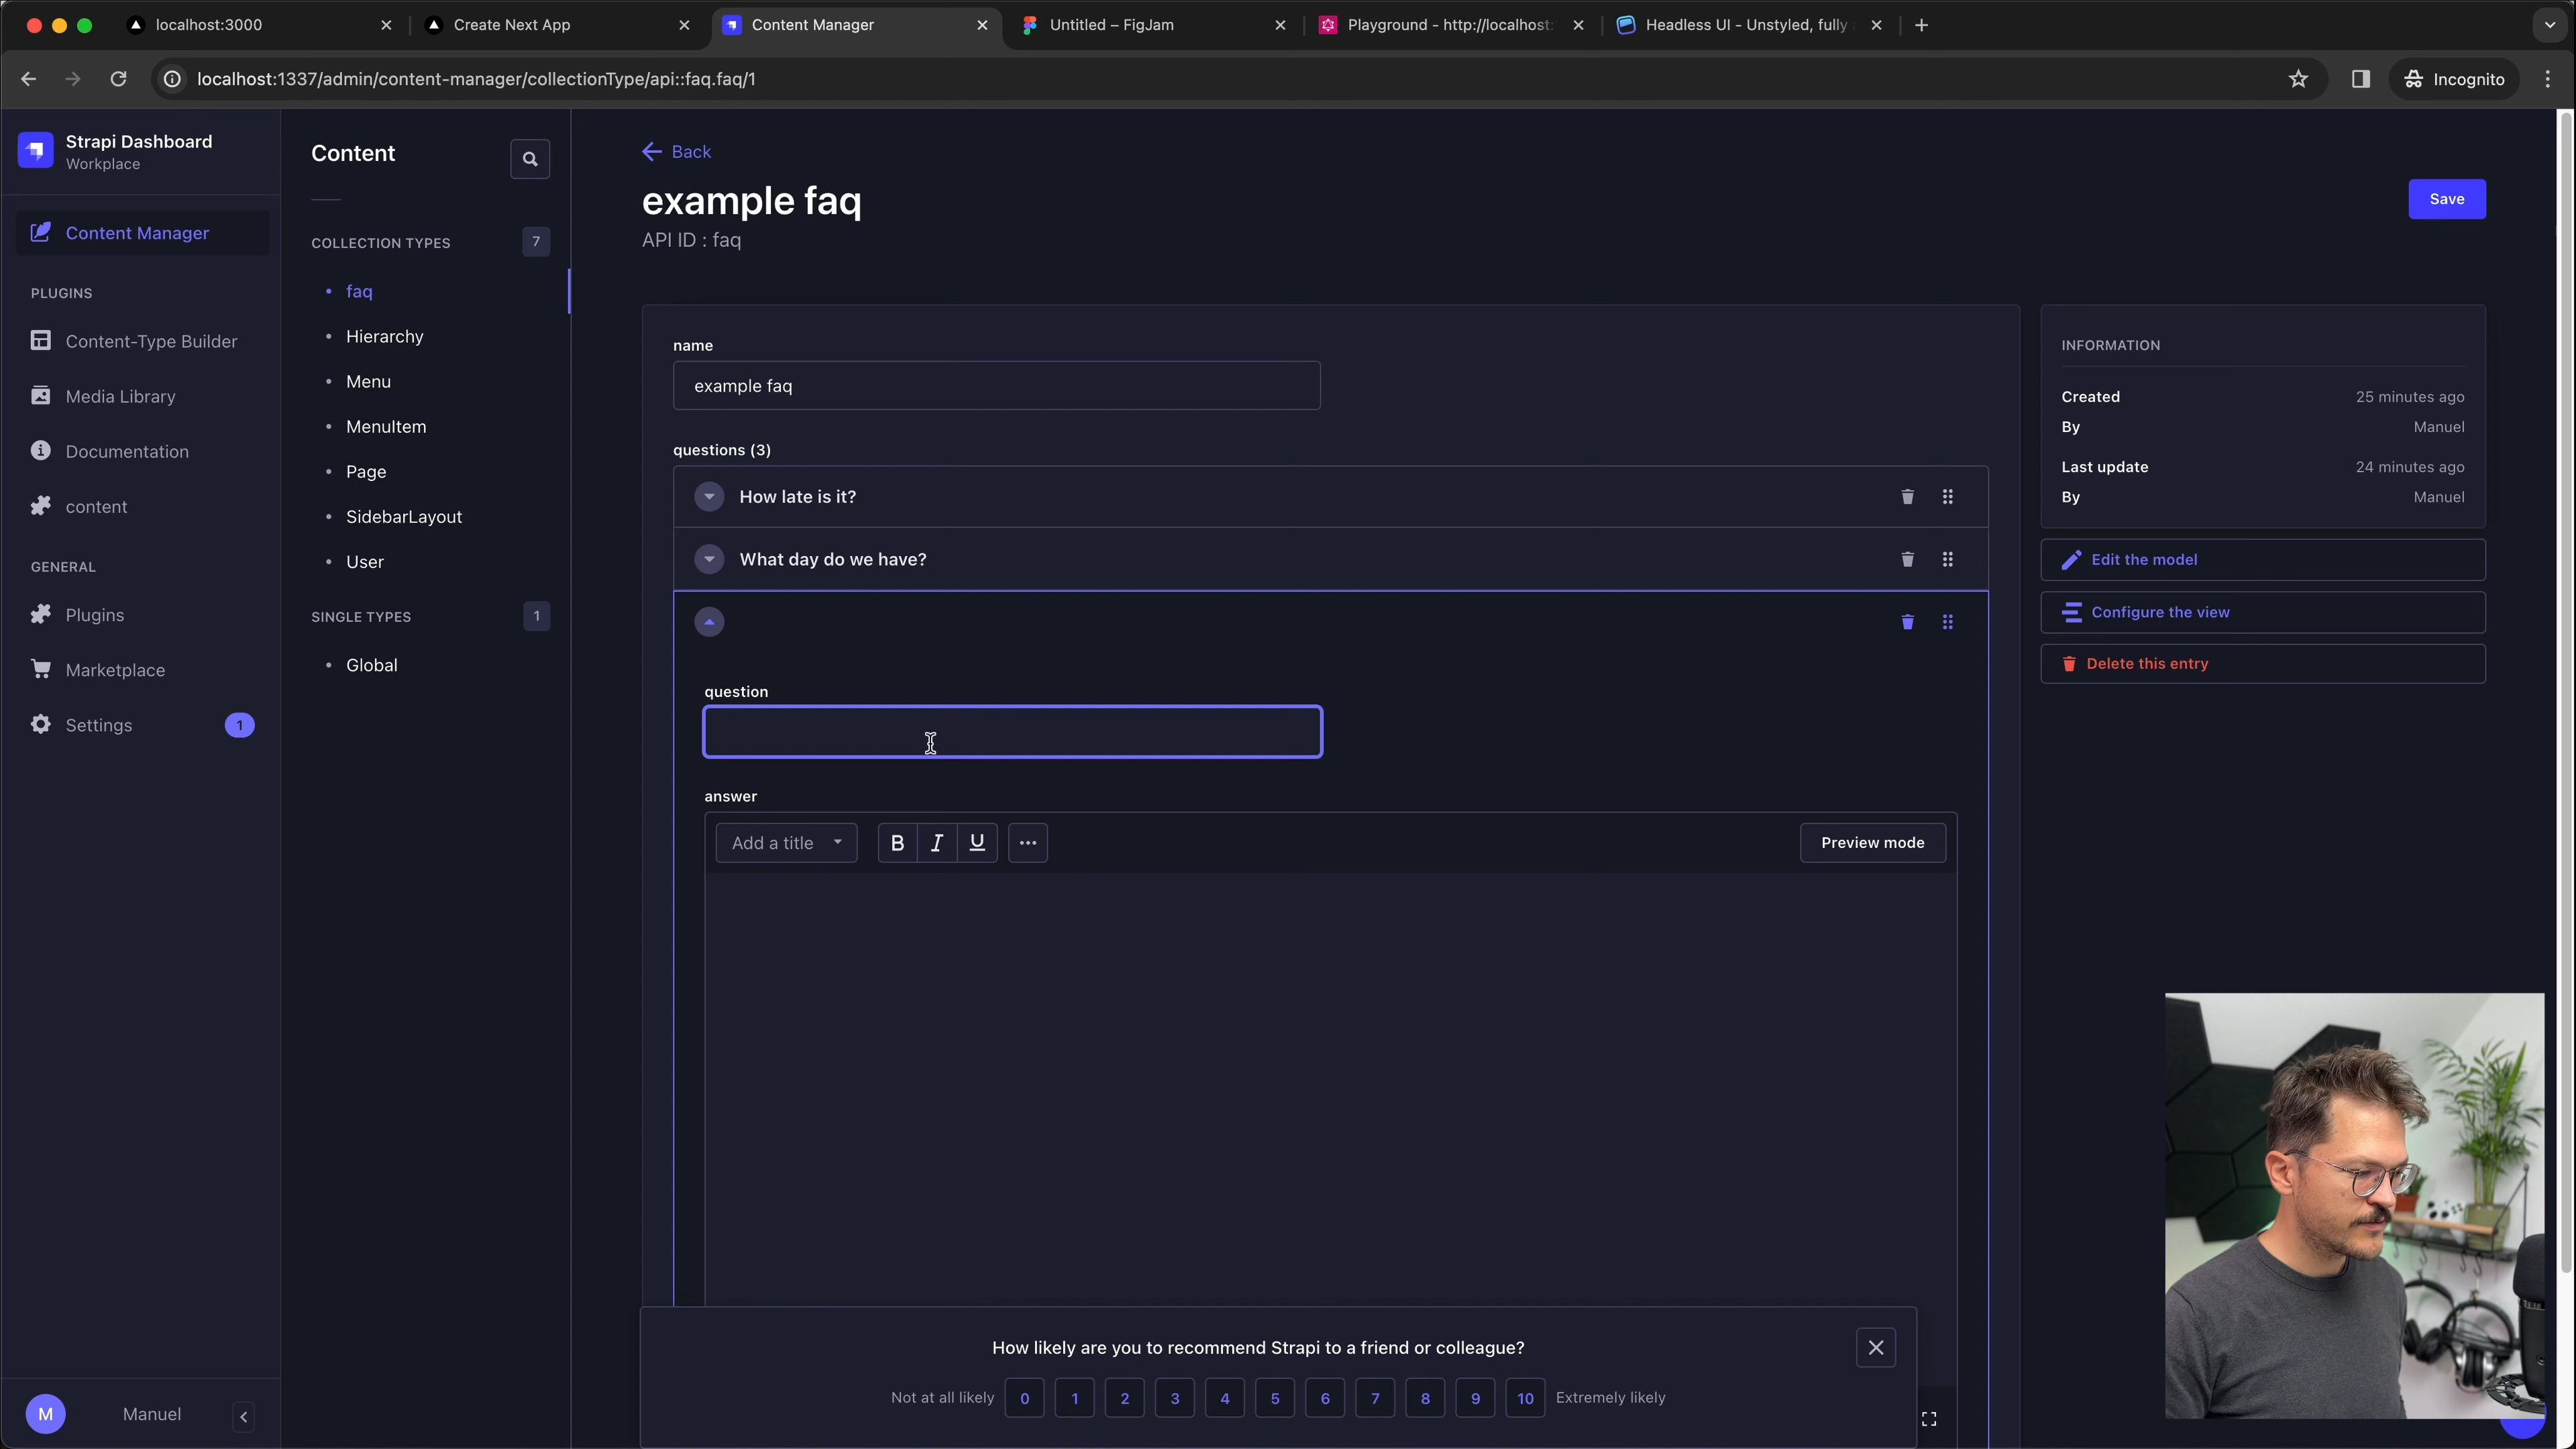 localhost:3000
Create Next App
Content Manager
Untitled – FigJam
Playground - http://localhost:
Headless UI - Unstyled, fully
localhost:1337/admin/content-manager/collectionType/api::faq.faq/1
Incognito
Strapi Dashboard
Workplace
Content Manager
PLUGINS
Content-Type Builder
Media Library
Documentation
content
GENERAL
Plugins
Marketplace
Settings
1
M
Manuel
Content
COLLECTION TYPES
7
faq
Hierarchy
Menu
MenuItem
Page
SidebarLayout
User
SINGLE TYPES
1
Global
Back
example faq
API ID : faq
Save
name
example faq
questions (3)
How late is it?
What day do we have?
question
answer
Add a title
B I U
Preview mode
INFORMATION
Created 25 minutes ago
By Manuel
Last update 24 minutes ago
By Manuel
Edit the model
Configure the view
Delete this entry
How likely are you to recommend Strapi to a friend or colleague?
Not at all likely 0 1 2 3 4 5 6 7 8 9 10 Extremely likely